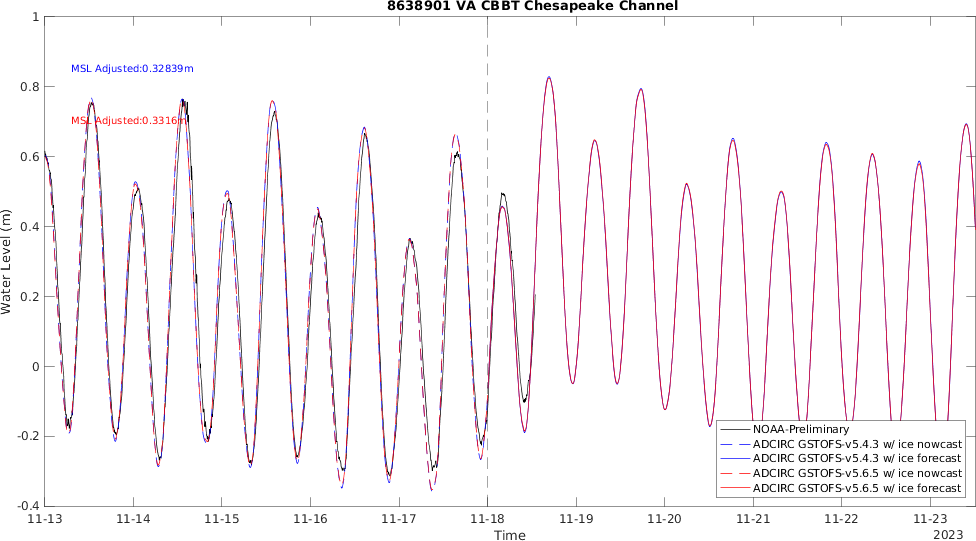 8638901 VA CBBT Chesapeake Channel
1
0.8
0.6
0.4
0.2
0
-0.2
-0.4
Water Level (m)
MSL Adjusted:0.32839m
MSL Adjusted:0.3316m
NOAA-Preliminary
ADCIRC GSTOFS-v5.4.3 w/ ice nowcast
ADCIRC GSTOFS-v5.4.3 w/ ice forecast
ADCIRC GSTOFS-v5.6.5 w/ ice nowcast
ADCIRC GSTOFS-v5.6.5 w/ ice forecast
11-13 11-14 11-15 11-16 11-17 11-18 11-19 11-20 11-21 11-22 11-23
Time
2023